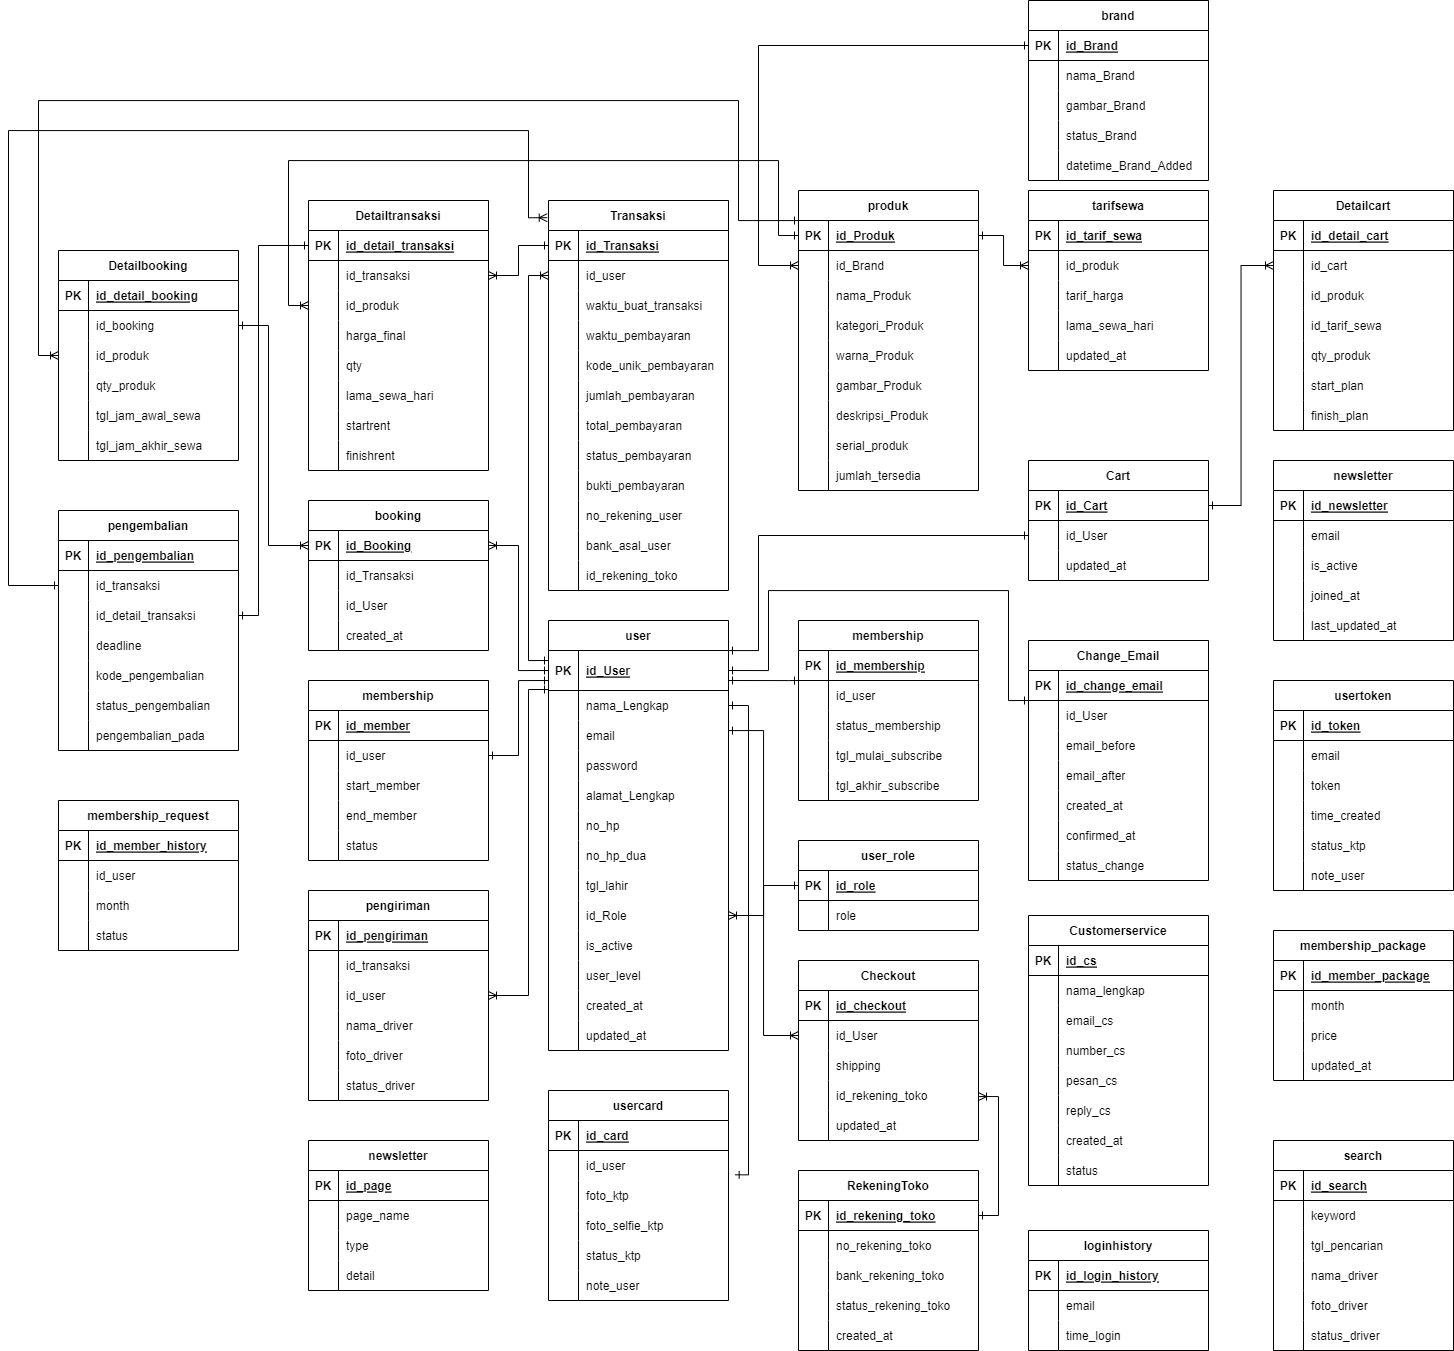 brand
PK id_Brand
nama_Brand
gambar_Brand
status_Brand
datetime_Brand_Added
Detailbooking
PK id_detail_booking
id_booking
id_produk
qty_produk
tgl_jam_awal_sewa
tgl_jam_akhir_sewa
Detailtransaksi
PK id_detail_transaksi
id_transaksi
id_produk
harga_final
qty
lama_sewa_hari
startrent
finishrent
Transaksi
PK id_Transaksi
id_user
waktu_buat_transaksi
waktu_pembayaran
kode_unik_pembayaran
jumlah_pembayaran
total_pembayaran
status_pembayaran
bukti_pembayaran
no_rekening_user
bank_asal_user
id_rekening_toko
produk
PK id_Produk
id_Brand
nama_Produk
kategori_Produk
warna_Produk
gambar_Produk
deskripsi_Produk
serial_produk
jumlah_tersedia
tarifsewa
PK id_tarif_sewa
id_produk
tarif_harga
lama_sewa_hari
updated_at
Detailcart
PK id_detail_cart
id_cart
id_produk
id_tarif_sewa
qty_produk
start_plan
finish_plan
pengembalian
PK id_pengembalian
id_transaksi
id_detail_transaksi
deadline
kode_pengembalian
status_pengembalian
pengembalian_pada
booking
PK id_Booking
id_Transaksi
id_User
created_at
Cart
PK id_Cart
id_User
updated_at
newsletter
PK id_newsletter
email
is_active
joined_at
last_updated_at
user
PK id_User
nama_Lengkap
email
password
alamat_Lengkap
no_hp
no_hp_dua
tgl_lahir
id_Role
is_active
user_level
created_at
updated_at
membership
PK id_membership
id_user
status_membership
tgl_mulai_subscribe
tgl_akhir_subscribe
Change_Email
PK id_change_email
id_User
email_before
email_after
created_at
confirmed_at
status_change
usertoken
PK id_token
email
token
time_created
status_ktp
note_user
membership
PK id_member
id_user
start_member
end_member
status
membership_request
PK id_member_history
id_user
month
status
user_role
PK id_role
role
pengiriman
PK id_pengiriman
id_transaksi
id_user
nama_driver
foto_driver
status_driver
Customerservice
PK id_cs
nama_lengkap
email_cs
number_cs
pesan_cs
reply_cs
created_at
status
membership_package
PK id_member_package
month
price
updated_at
Checkout
PK id_checkout
id_User
shipping
id_rekening_toko
updated_at
usercard
PK id_card
id_user
foto_ktp
foto_selfie_ktp
status_ktp
note_user
newsletter
PK id_page
page_name
type
detail
RekeningToko
PK id_rekening_toko
no_rekening_toko
bank_rekening_toko
status_rekening_toko
created_at
loginhistory
PK id_login_history
email
time_login
search
PK id_search
keyword
tgl_pencarian
nama_driver
foto_driver
status_driver